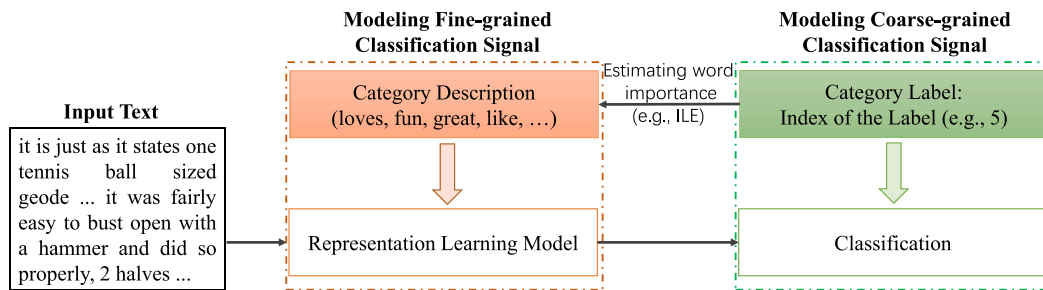 Modeling Fine-grained
Classification Signal
Modeling Coarse-grained
Classification Signal
Input Text
it is just as it states one
tennis ball sized
geode ... it was fairly
easy to bust open with
a hammer and did so
properly, 2 halves ...
Category Description
(loves, fun, great, like, …)
Estimating word
importance
(e.g., ILE)
Category Label:
Index of the Label (e.g., 5)
Representation Learning Model
Classification